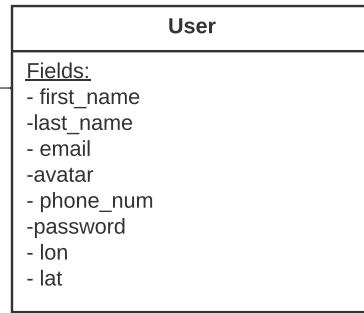 User
Fields:
- first_name
-last_name
- email
-avatar
- phone_num
-password
- lon
- lat